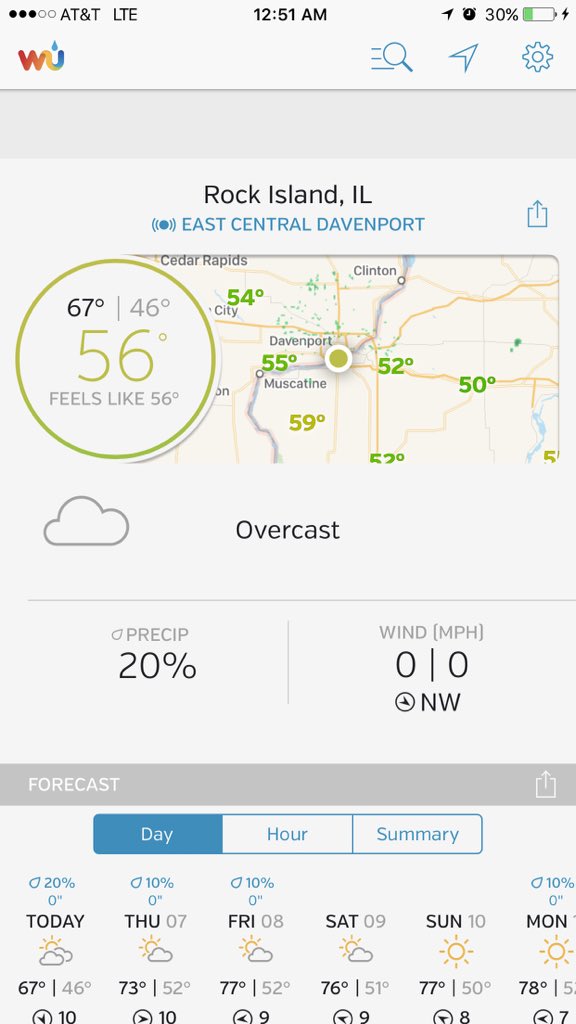 AT&T LTE 12:51 AM 30%
wu
Rock Island, IL
EAST CENTRAL DAVENPORT
Cedar Rapids
Clinton
City
54°
67° | 46°
56°
FEELS LIKE 56°
Davenport
55°
52°
Muscatine
50°
on
59°
52°
Overcast
PRECIP
20%
WIND (MPH)
0 | 0
NW
FORECAST
Day Hour Summary
20% 10% 10% 10%
0" 0" 0" 0"
TODAY THU 07 FRI 08 SAT 09 SUN 10 MON
67° | 46° 73° | 52° 77° | 52° 76° | 51° 77° | 50° 78° | 5
10 10 9 9 8 7